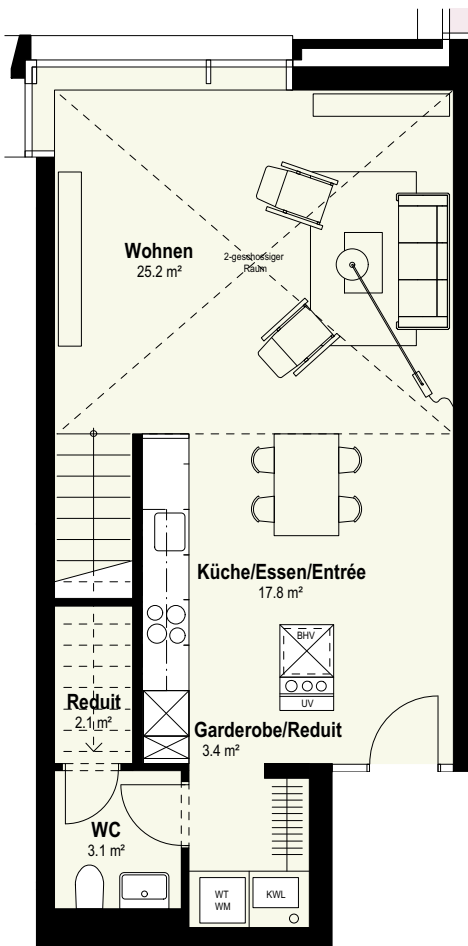 Wohnen
25.2 m²
2-geschossiger
Raum
Küche/Essen/Entrée
17.8 m²
BHV
UV
Reduit
2.1 m²
Garderobe/Reduit
3.4 m²
WC
3.1 m²
WT
WM
KWL